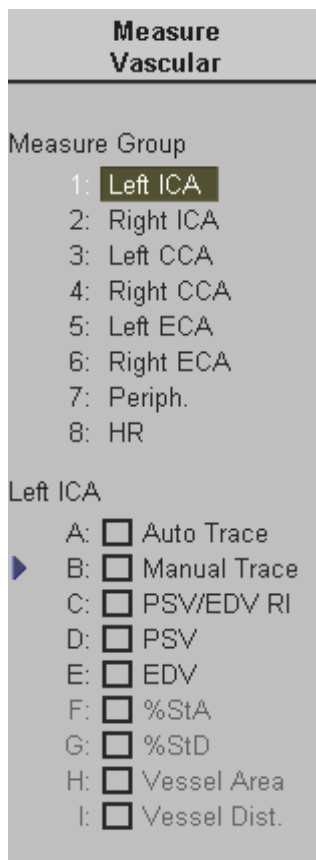 Measure
Vascular
Measure Group
1: Left ICA
2: Right ICA
3: Left CCA
4: Right CCA
5: Left ECA
6: Right ECA
7: Periph.
8: HR
Left ICA
A: Auto Trace
B: Manual Trace
C: PSV/EDV RI
D: PSV
E: EDV
F: %StA
G: %StD
H: Vessel Area
I: Vessel Dist.